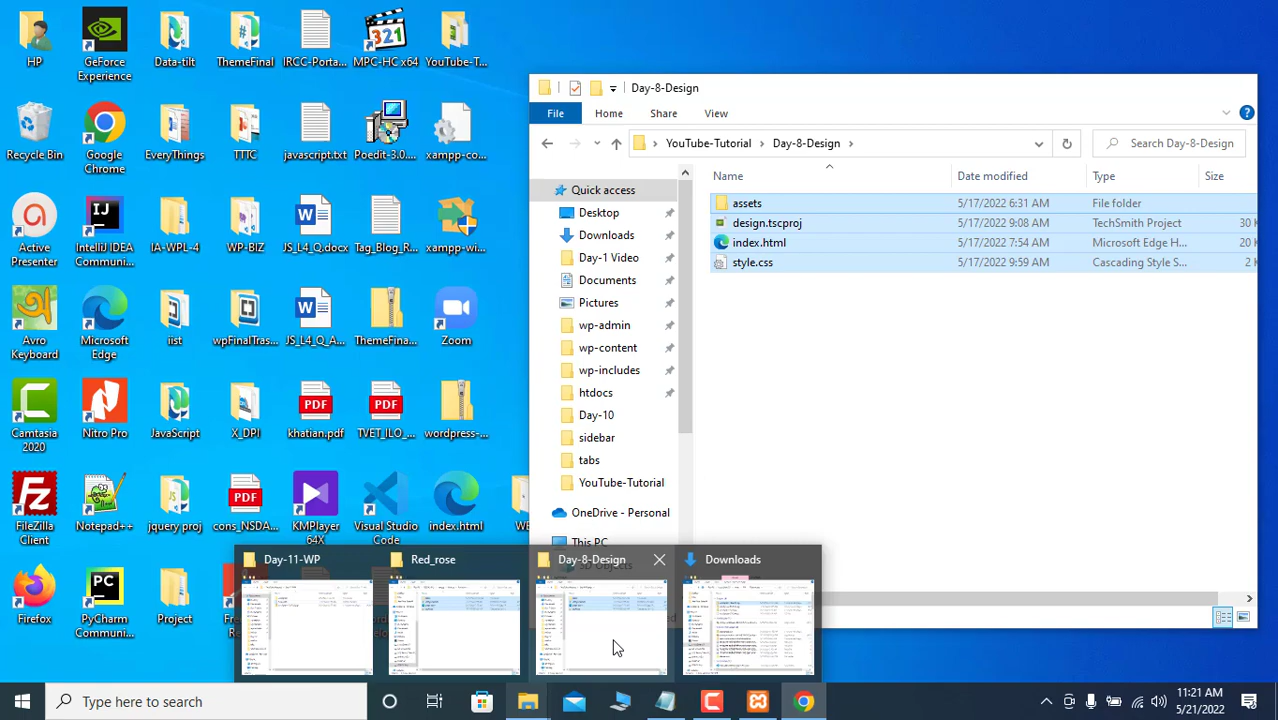 HP
GeForce Experience
Data-tilt
ThemeFinal
IRCC-Porta...
MPC-HC x64
YouTube-T...
Recycle Bin
Google Chrome
EveryThings
TTTC
javascript.txt
Poedit-3.0....
xampp-co...
Active Presenter
IntelliJ IDEA Communi...
IA-WPL-4
WP-BIZ
JS_L4_Q.docx
Tag_Blog_R...
xampp-wi...
Avro Keyboard
Microsoft Edge
iist
wpFinalTras...
JS_L4_Q_A...
ThemeFina...
Zoom
Camtasia 2020
Nitro Pro
JavaScript
X_DPI
khatian.pdf
TVET_ILO_...
wordpress-...
FileZilla Client
Notepad++
jquery proj
cons_NSDA...
KMPlayer 64X
Visual Studio Code
index.html
Firefox
PyCharm Communi...
Project
Day-8-Design
File Home Share View
YouTube-Tutorial Day-8-Design
Search Day-8-Design
Name Date modified Type Size
assets 5/17/2022 6:31 AM File folder
design.tscproj 5/17/2022 9:08 AM TechSmith Project 30 K
index.html 5/17/2022 7:54 AM Microsoft Edge H... 20 K
style.css 5/17/2022 9:59 AM Cascading Style S... 2 K
Quick access
Desktop
Downloads
Day-1 Video
Documents
Pictures
wp-admin
wp-content
wp-includes
htdocs
Day-10
sidebar
tabs
YouTube-Tutorial
OneDrive - Personal
This PC
3D Objects
Day-11-WP
Red_rose
Day-8-Design
Downloads
Type here to search
11:21 AM
5/21/2022